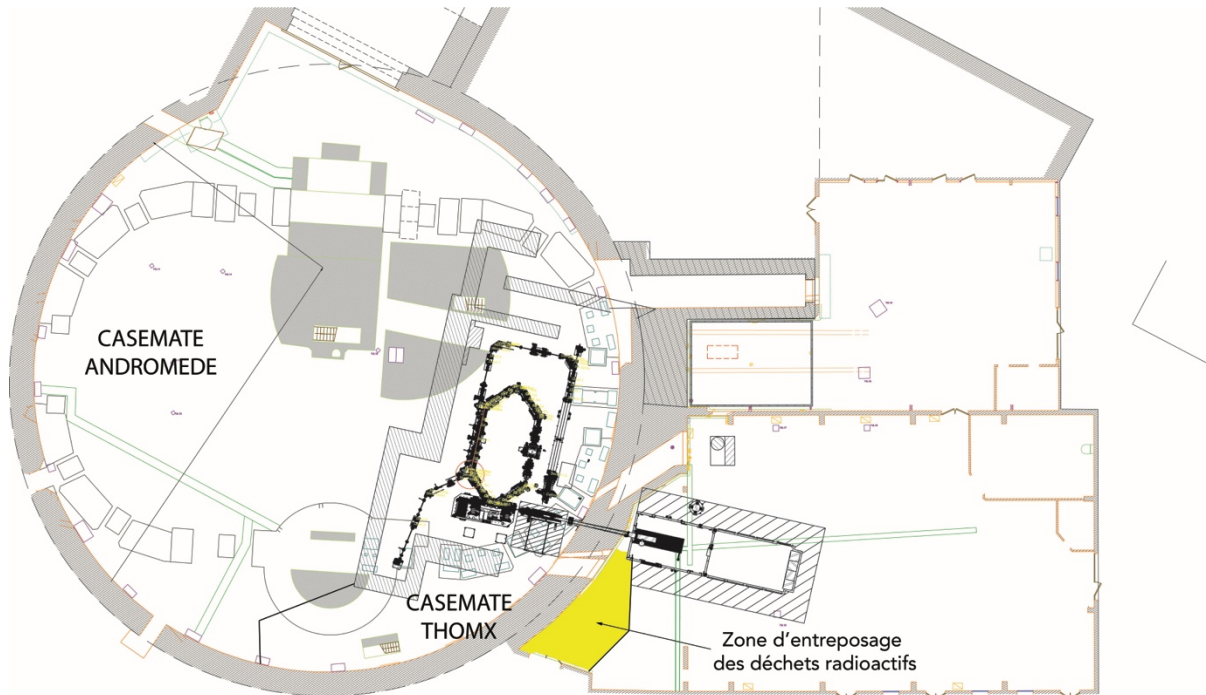 CASEMATE
ANDROMEDE
CASEMATE
THOMX
Zone d'entreposage
des déchets radioactifs